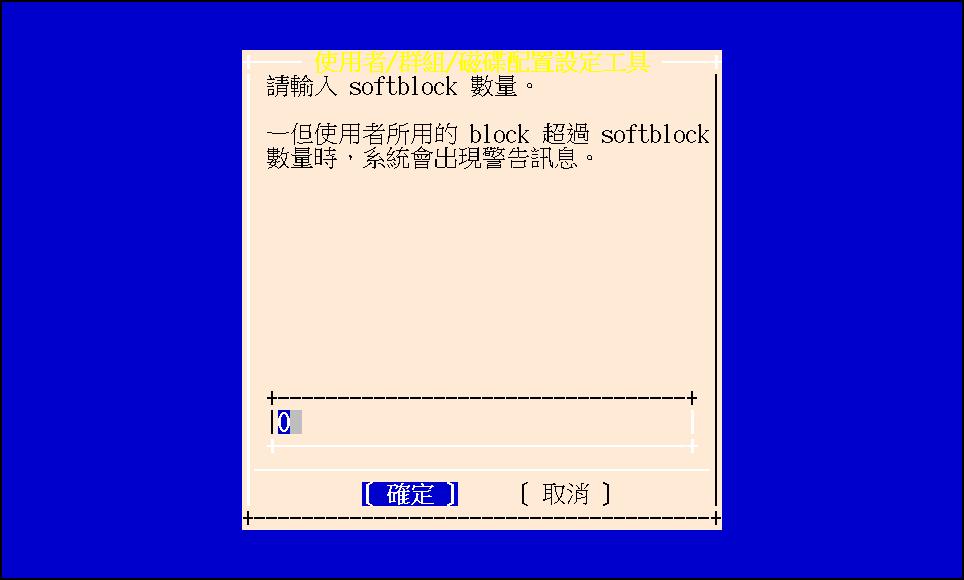 使用者/群組/磁碟配置設定工具
請輸入 softblock 數量。
一但使用者所用的 block 超過 softblock
數量時，系統會出現警告訊息。
0
[ 確定 ] [ 取消 ]